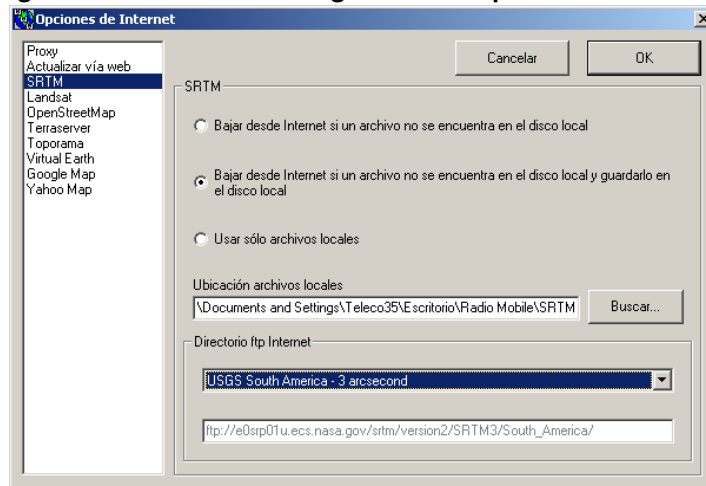 Opciones de Internet
Proxy
Actualizar vía web
SRTM
Landsat
OpenStreetMap
Terraserver
Toporama
Virtual Earth
Google Map
Yahoo Map
Cancelar
OK
SRTM
Bajar desde Internet si un archivo no se encuentra en el disco local
Bajar desde Internet si un archivo no se encuentra en el disco local y guardarlo en
el disco local
Usar sólo archivos locales
Ubicación archivos locales
\Documents and Settings\Teleco35\Escritorio\Radio Mobile\SRTM
Buscar...
Directorio ftp Internet
USGS South America - 3 arcsecond
ftp://e0srp01u.ecs.nasa.gov/srtm/version2/SRTM3/South_America/